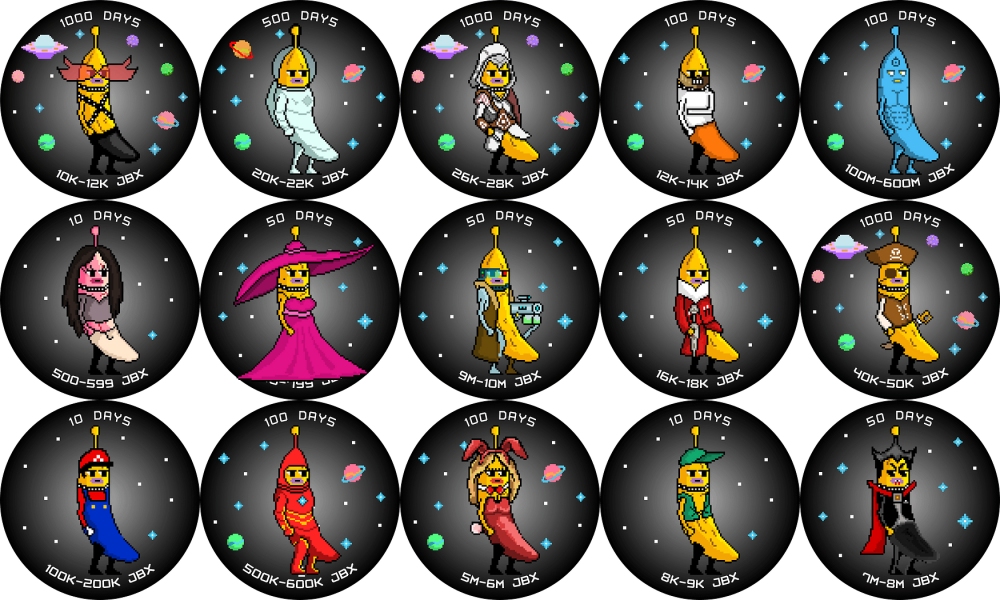 1000 DAYS
10K-12K JBX
500 DAYS
20K-22K JBX
1000 DAYS
26K-28K JBX
100 DAYS
12K-14K JBX
100 DAYS
100M-600M JBX
10 DAYS
500-599 JBX
50 DAYS
JBX
50 DAYS
9M-10M JBX
50 DAYS
16K-18K JBX
1000 DAYS
40K-50K JBX
10 DAYS
100K-200K JBX
100 DAYS
500K-600K JBX
100 DAYS
5M-6M JBX
10 DAYS
8K-9K JBX
50 DAYS
7M-8M JBX